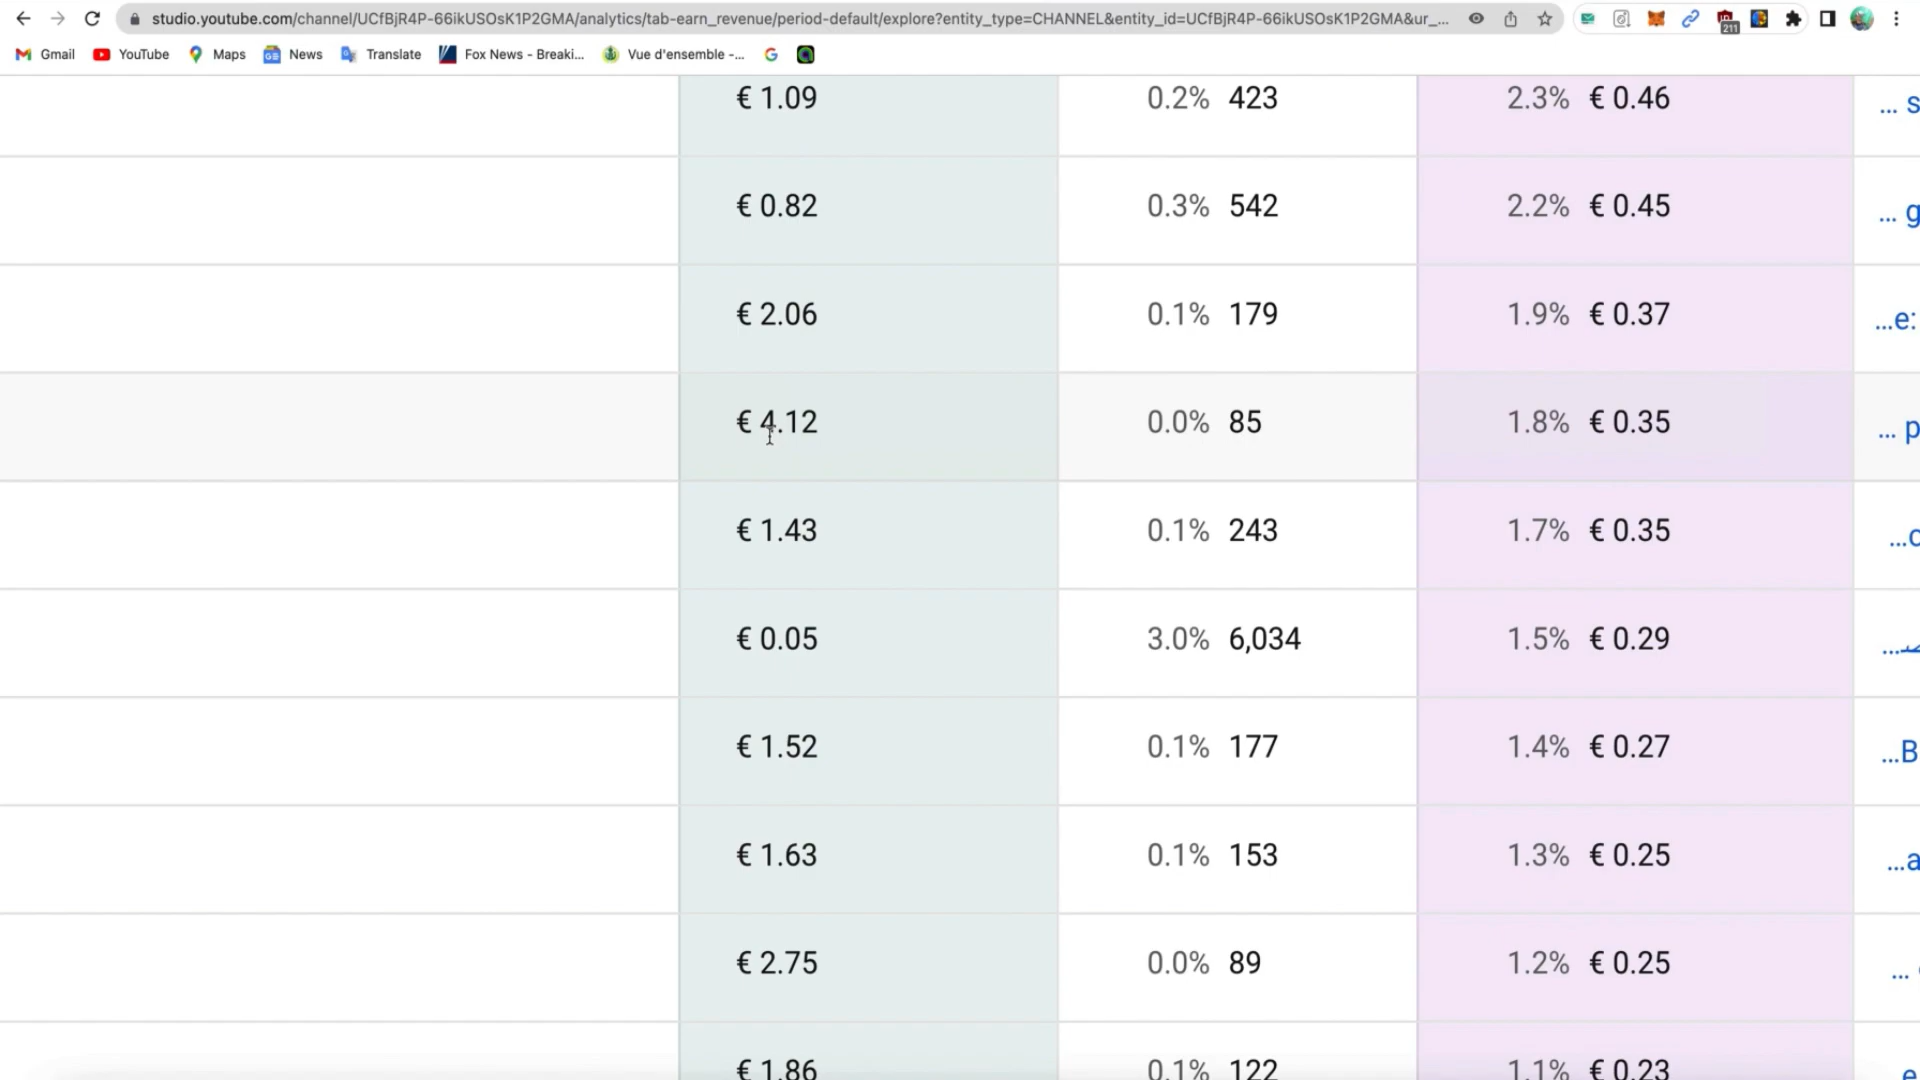 studio.youtube.com/channel/UCfBjR4P-66ikUSOsK1P2GMA/analytics/tab-earn_revenue/period-default/explore?entity_type=CHANNEL&entity_id=UCfBjR4P-66ikUSOsK1P2GMA&ur_...
211
Gmail YouTube Maps News Translate Fox News - Breaki... Vue d'ensemble -...
€ 1.09 0.2% 423 2.3% € 0.46 ... s
€ 0.82 0.3% 542 2.2% € 0.45 ... g
€ 2.06 0.1% 179 1.9% € 0.37 ...e:
€ 4.12 0.0% 85 1.8% € 0.35 ... p
€ 1.43 0.1% 243 1.7% € 0.35 ...c
€ 0.05 3.0% 6,034 1.5% € 0.29 ...
€ 1.52 0.1% 177 1.4% € 0.27 ...B
€ 1.63 0.1% 153 1.3% € 0.25 ...a
€ 2.75 0.0% 89 1.2% € 0.25 ...
€ 1.86 0.1% 122 1.1% € 0.23